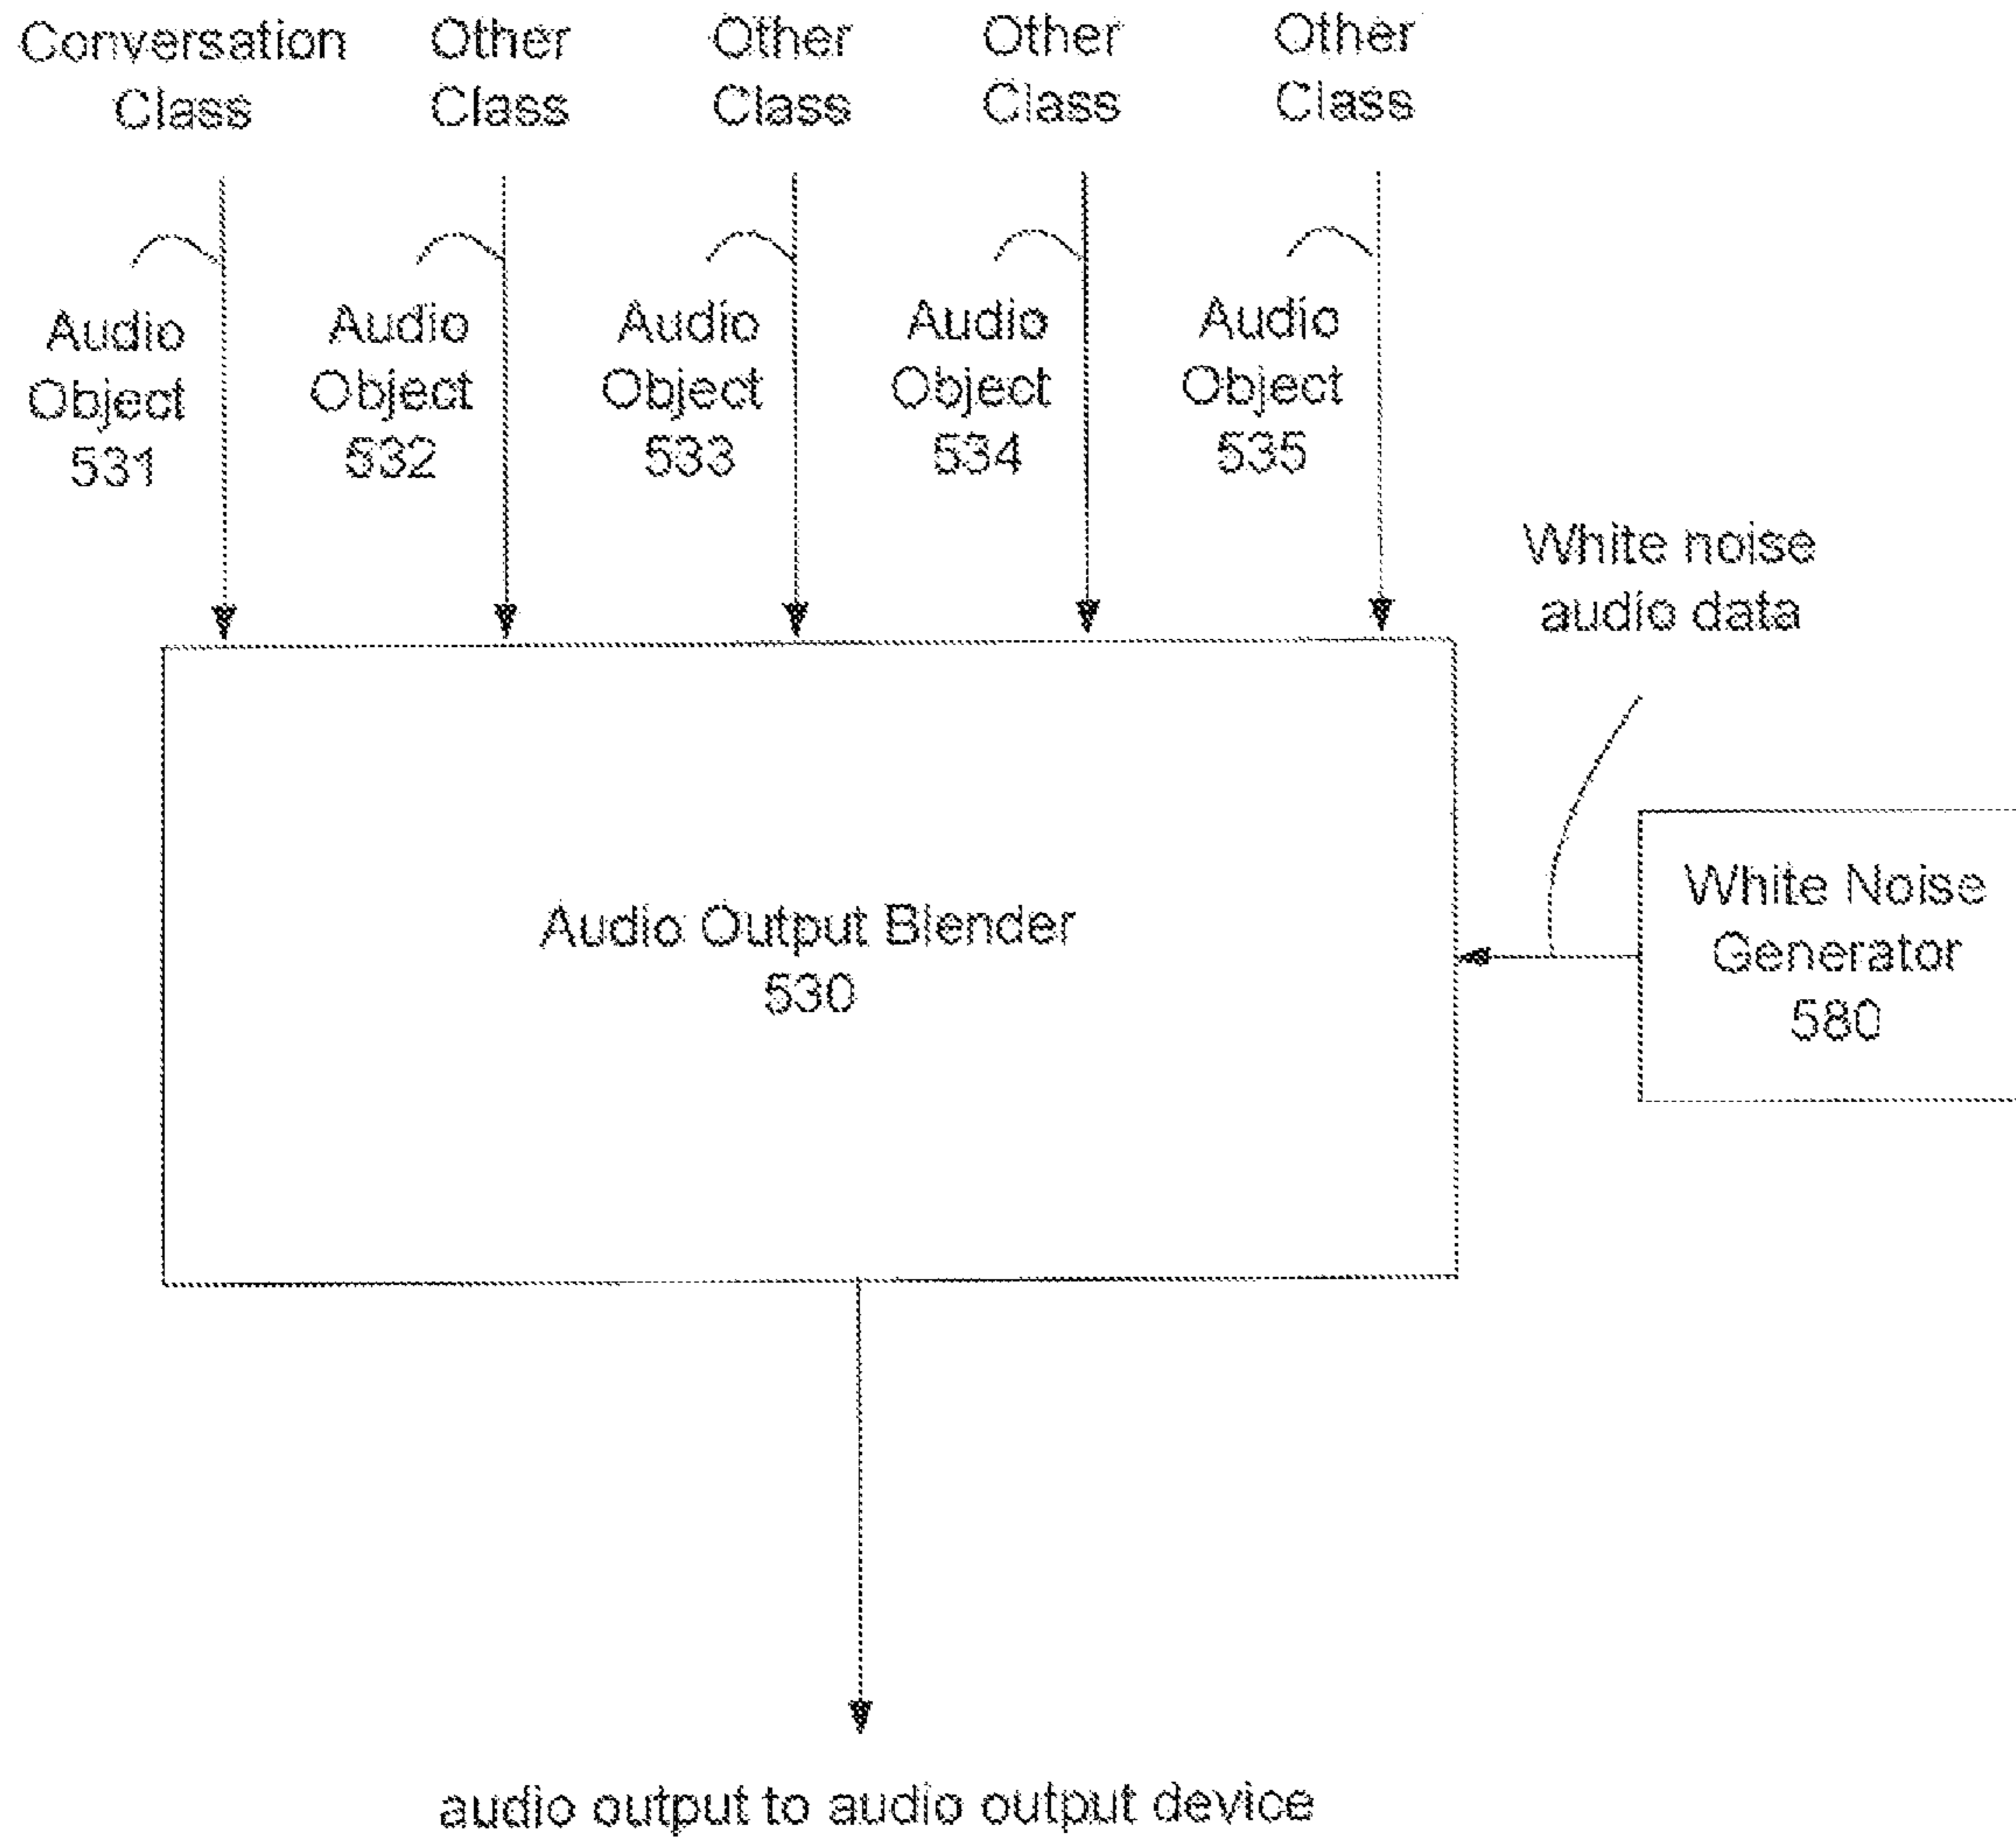 Conversation
Class
Other
Class
Other
Class
Other
Class
Other
Class
Audio
Object
531
Audio
Object
532
Audio
Object
533
Audio
Object
534
Audio
Object
535
White noise
audio data
Audio Output Blender
530
White Noise
Generator
580
audio output to audio output device